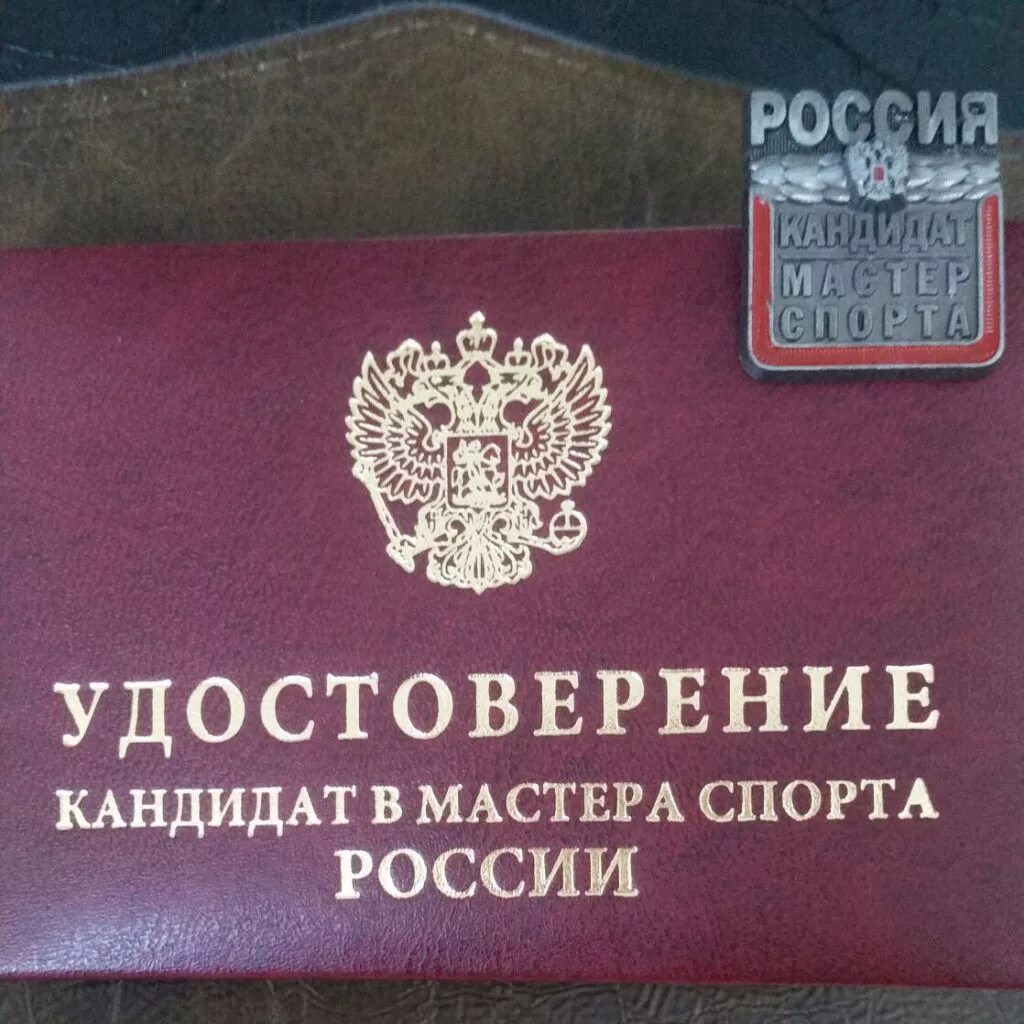 РОССИЯ
КАНДИДАТ
МАСТЕР
СПОРТА
УДОСТОВЕРЕНИЕ
КАНДИДАТ В МАСТЕРА СПОРТА
РОССИИ